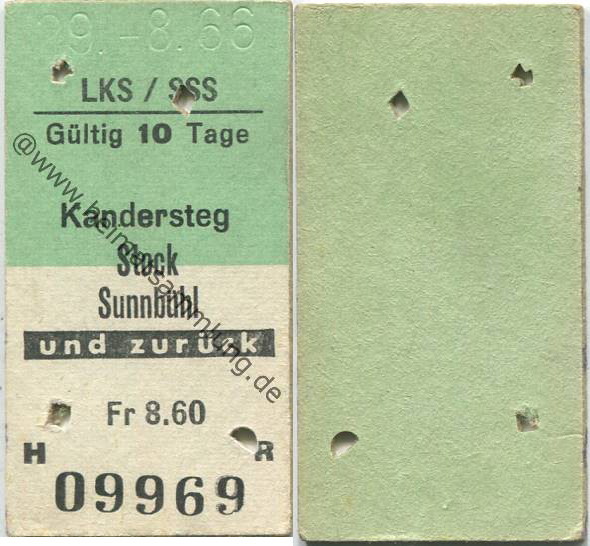 29.-8.66
LKS / SSS
Gültig 10 Tage
Kandersteg
Stock
Sunnbühl
und zurück
Fr 8.60
H R
09969
@www.heimatsammlung.de